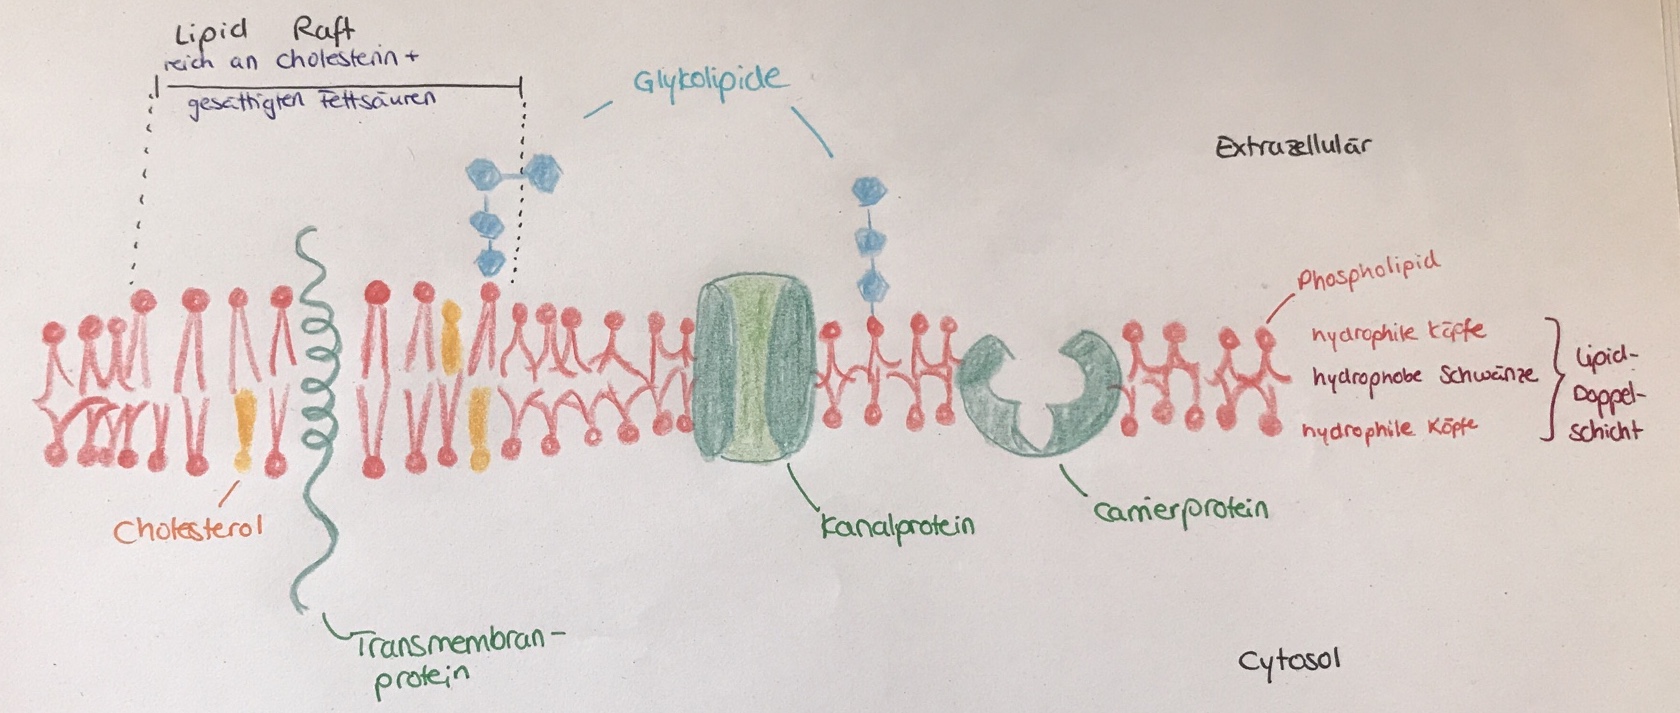 Lipid Raft
reich an Cholesterin +
gesättigten Fettsäuren
Glykolipide
Extrazellulär
Phospholipid
hydrophile Köpfe
hydrophobe Schwänze
hydrophile Köpfe
Lipid-
Doppel-
schicht
Cholesterol
Kanalprotein
Carrierprotein
Transmembran-
protein
Cytosol